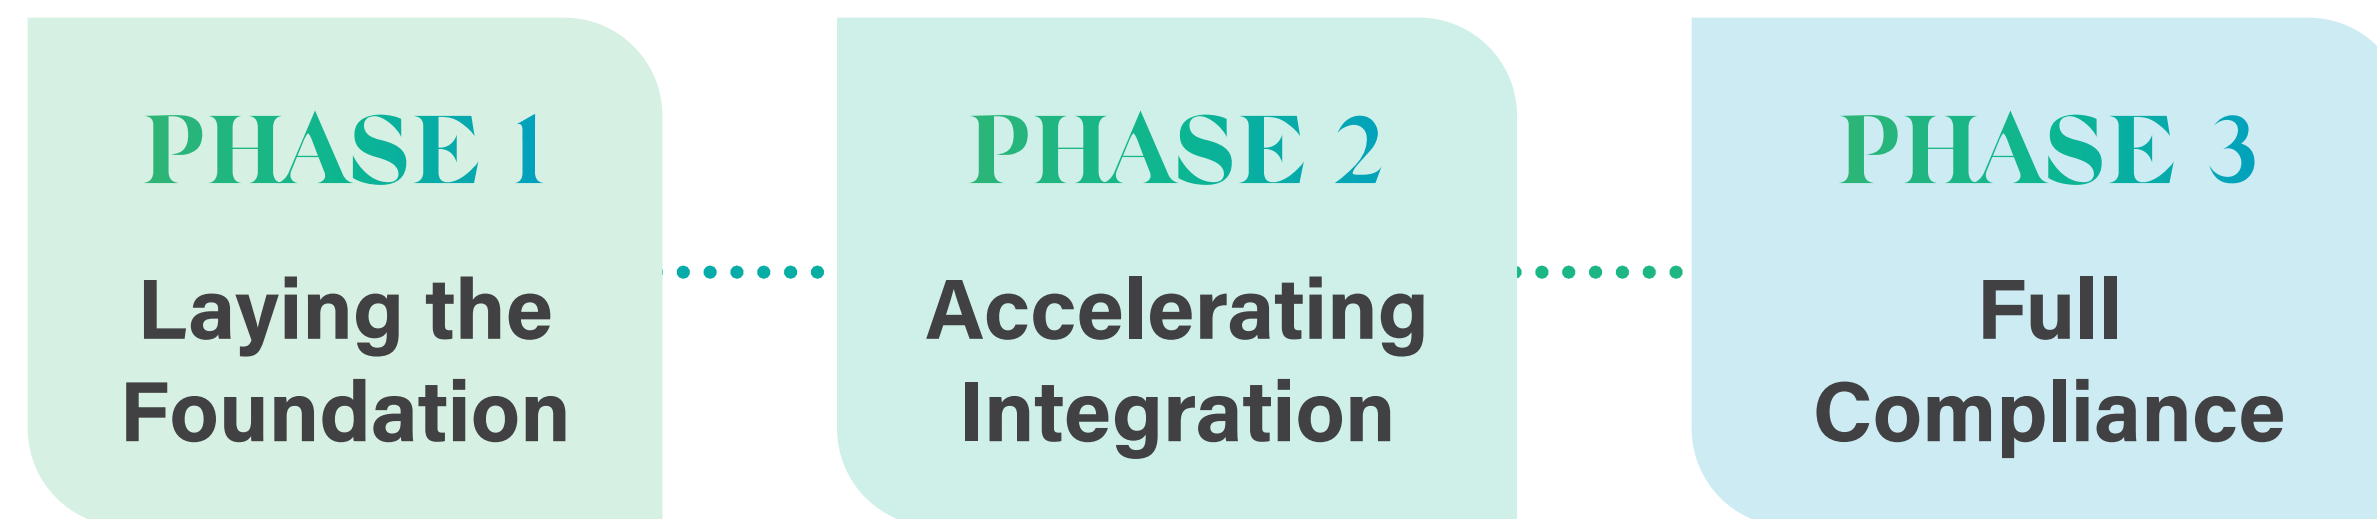 PHASE 1
Laying the
Foundation
PHASE 2
Accelerating
Integration
PHASE 3
Full
Compliance